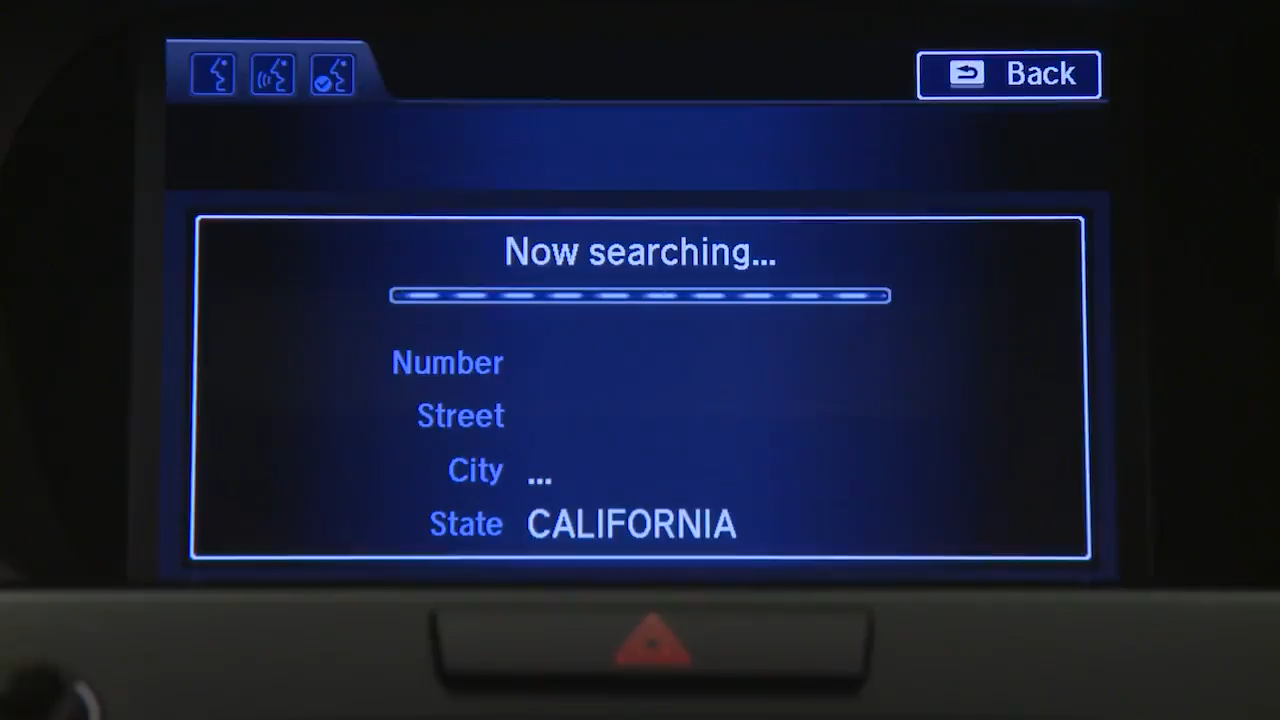 Back
Now searching...
Number
Street
City ...
State CALIFORNIA